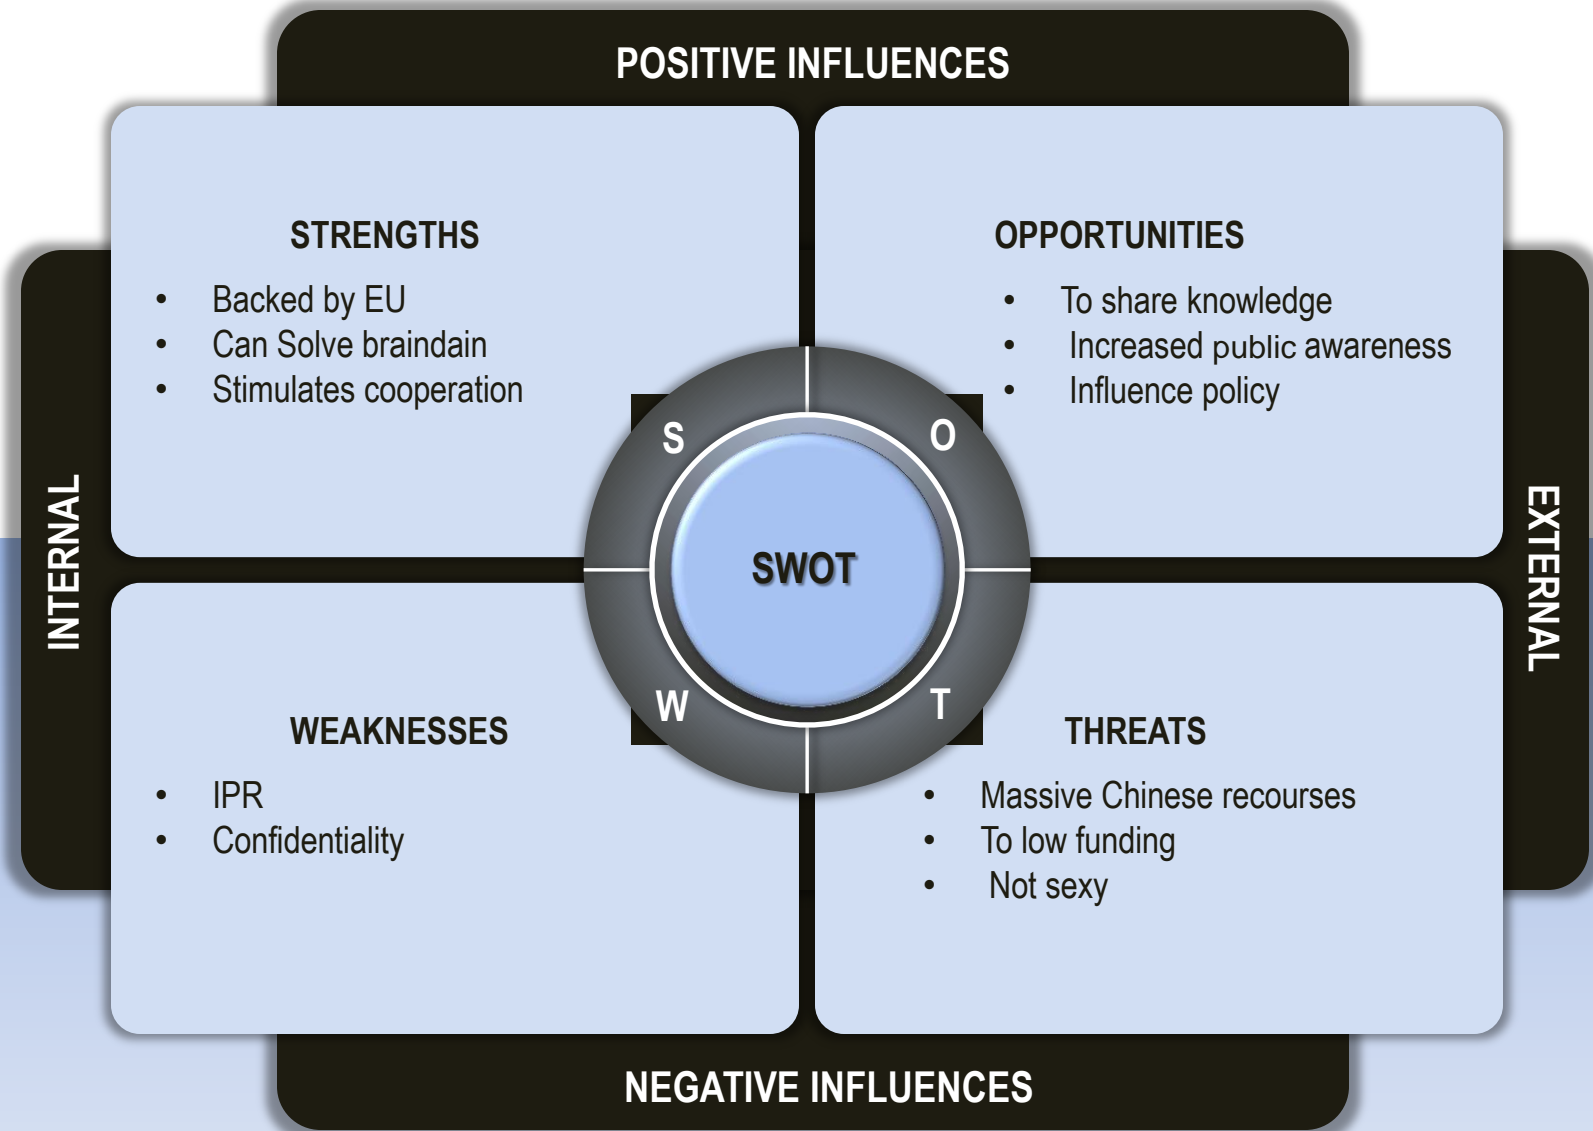 POSITIVE INFLUENCES
STRENGTHS
• Backed by EU
• Can Solve braindain
• Stimulates cooperation
OPPORTUNITIES
• To share knowledge
• Increased public awareness
• Influence policy
INTERNAL
S
O
SWOT
W
T
EXTERNAL
WEAKNESSES
• IPR
• Confidentiality
THREATS
• Massive Chinese recourses
• To low funding
• Not sexy
NEGATIVE INFLUENCES